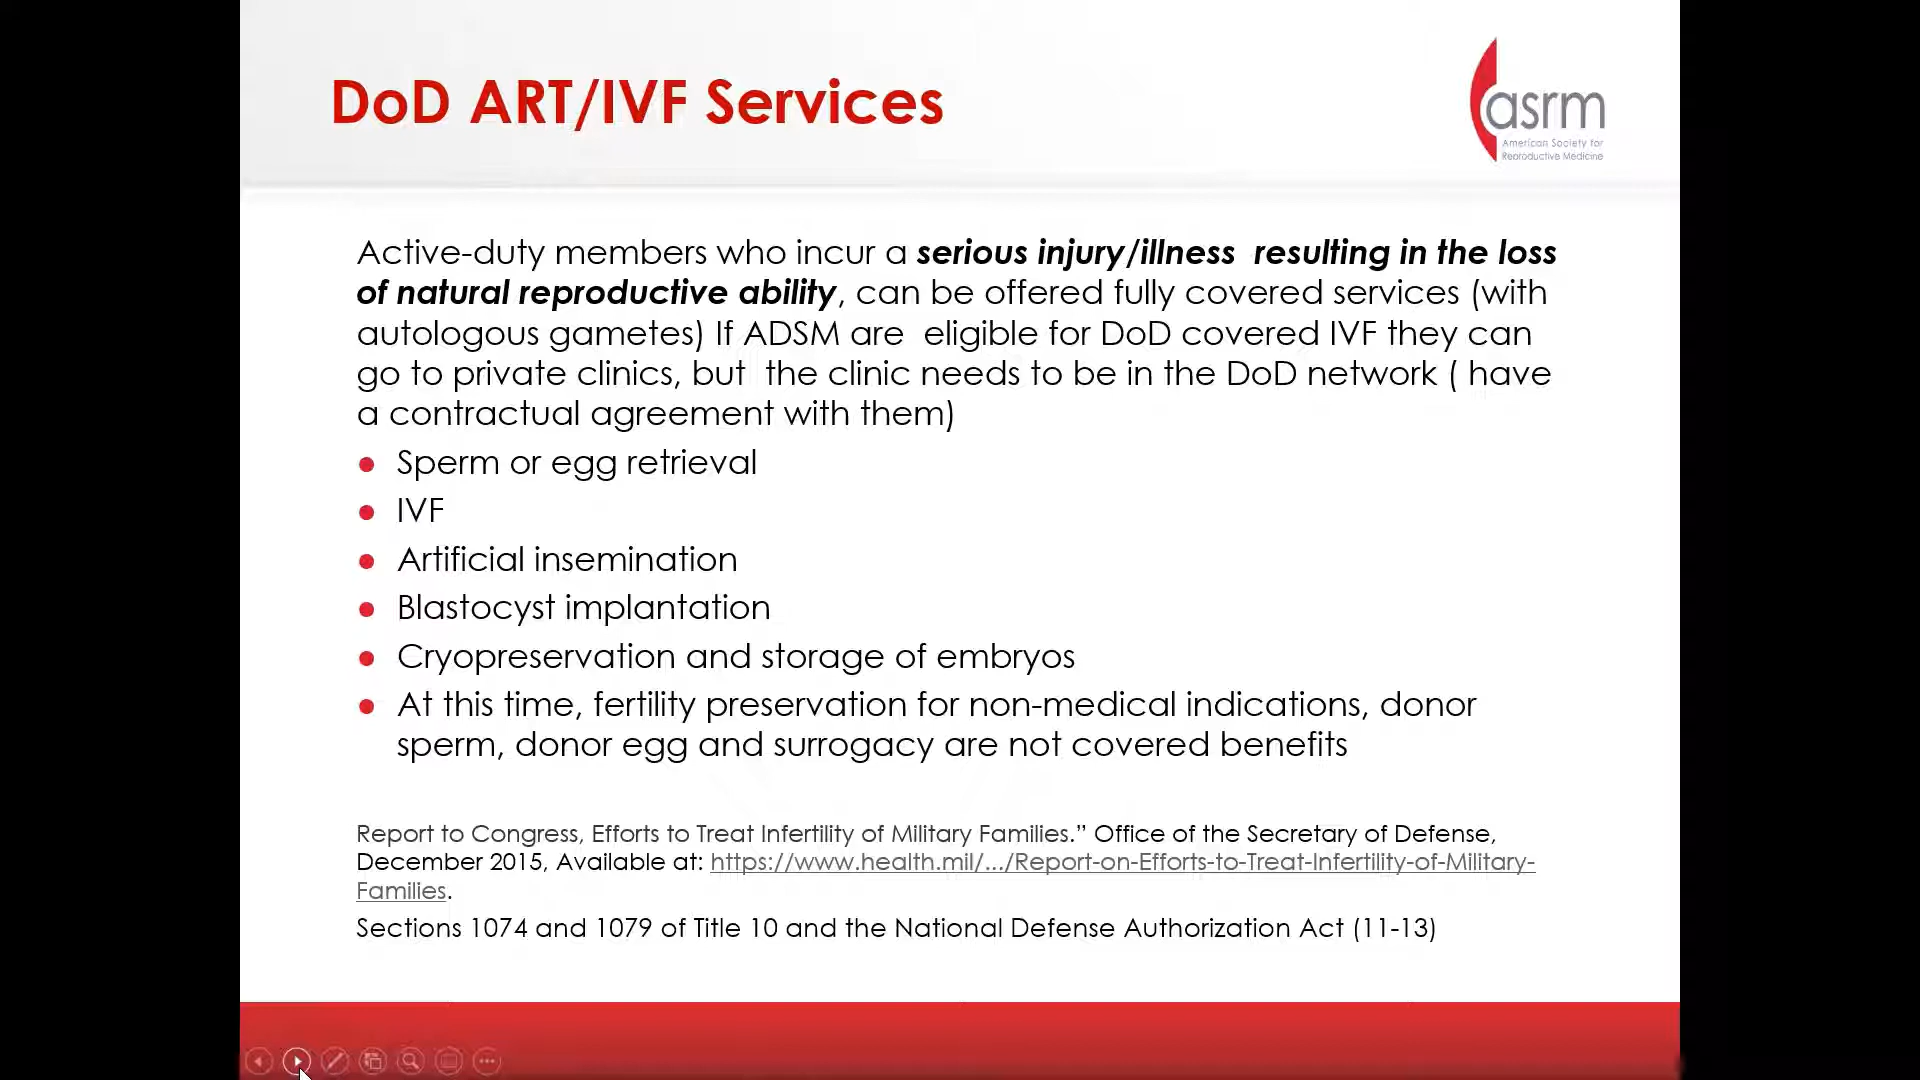 DoD ART/IVF Services
asrm
American Society for
Reproductive Medicine
Active-duty members who incur a serious injury/illness  resulting in the loss
of natural reproductive ability, can be offered fully covered services (with
autologous gametes) If ADSM are  eligible for DoD covered IVF they can
go to private clinics, but  the clinic needs to be in the DoD network ( have
a contractual agreement with them)
● Sperm or egg retrieval
● IVF
● Artificial insemination
● Blastocyst implantation
● Cryopreservation and storage of embryos
● At this time, fertility preservation for non-medical indications, donor
sperm, donor egg and surrogacy are not covered benefits
Report to Congress, Efforts to Treat Infertility of Military Families.” Office of the Secretary of Defense,
December 2015, Available at: https://www.health.mil/.../Report-on-Efforts-to-Treat-Infertility-of-Military-
Families.
Sections 1074 and 1079 of Title 10 and the National Defense Authorization Act (11-13)